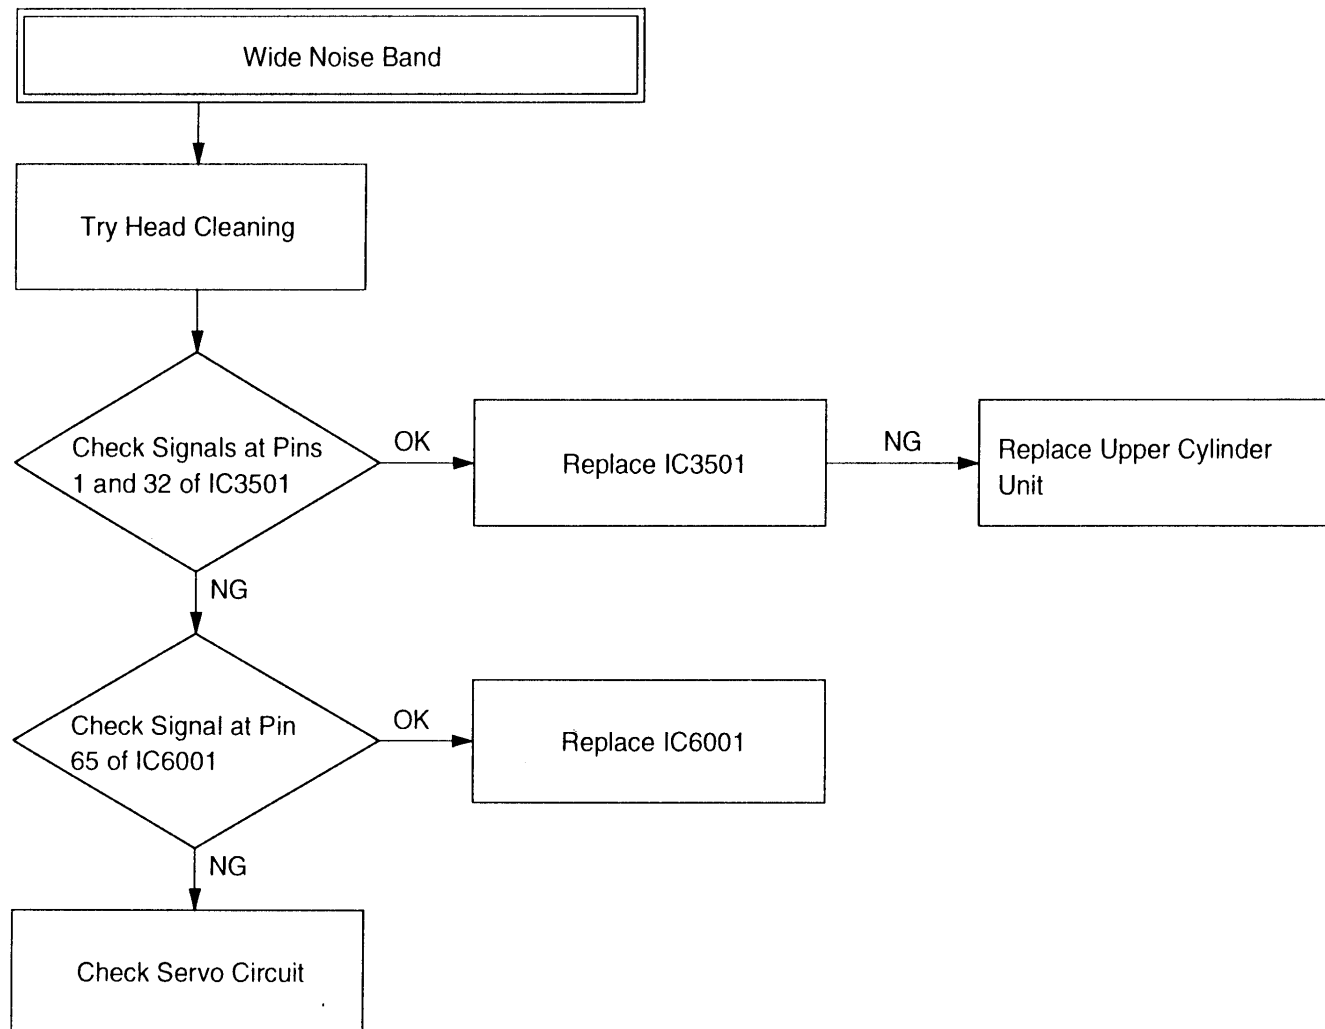 Wide Noise Band
Try Head Cleaning
Check Signals at Pins
1 and 32 of IC3501
OK
Replace IC3501
NG
Replace Upper Cylinder
Unit
NG
Check Signal at Pin
65 of IC6001
OK
Replace IC6001
NG
Check Servo Circuit